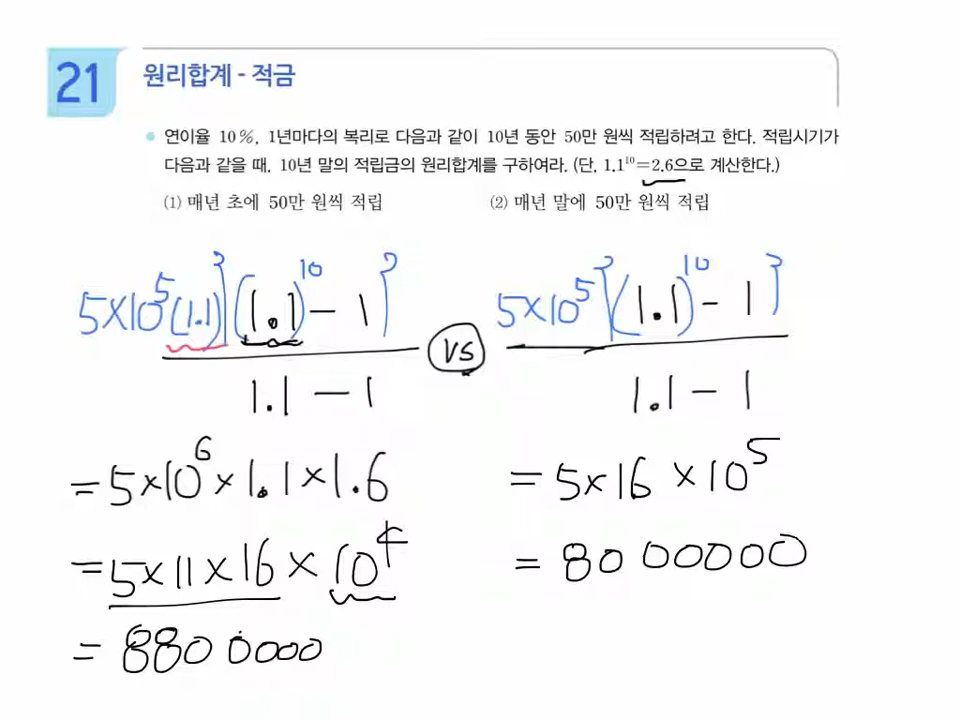 21 원리합계 - 적금
연이율 10%, 1년마다의 복리로 다음과 같이 10년 동안 50만 원씩 적립하려고 한다. 적립시기가
다음과 같을 때, 10년 말의 적립금의 원리합계를 구하여라. (단, 1.1¹⁰=2.6으로 계산한다.)
(1) 매년 초에 50만 원씩 적립 (2) 매년 말에 50만 원씩 적립
5×10⁵(1.1){(1.1)¹⁰-1} VS 5×10⁵{(1.1)¹⁰-1}
1.1-1 1.1-1
=5×10⁶×1.1×1.6 =5×16×10⁵
=5×11×16×10⁴ =8000000
=8800000